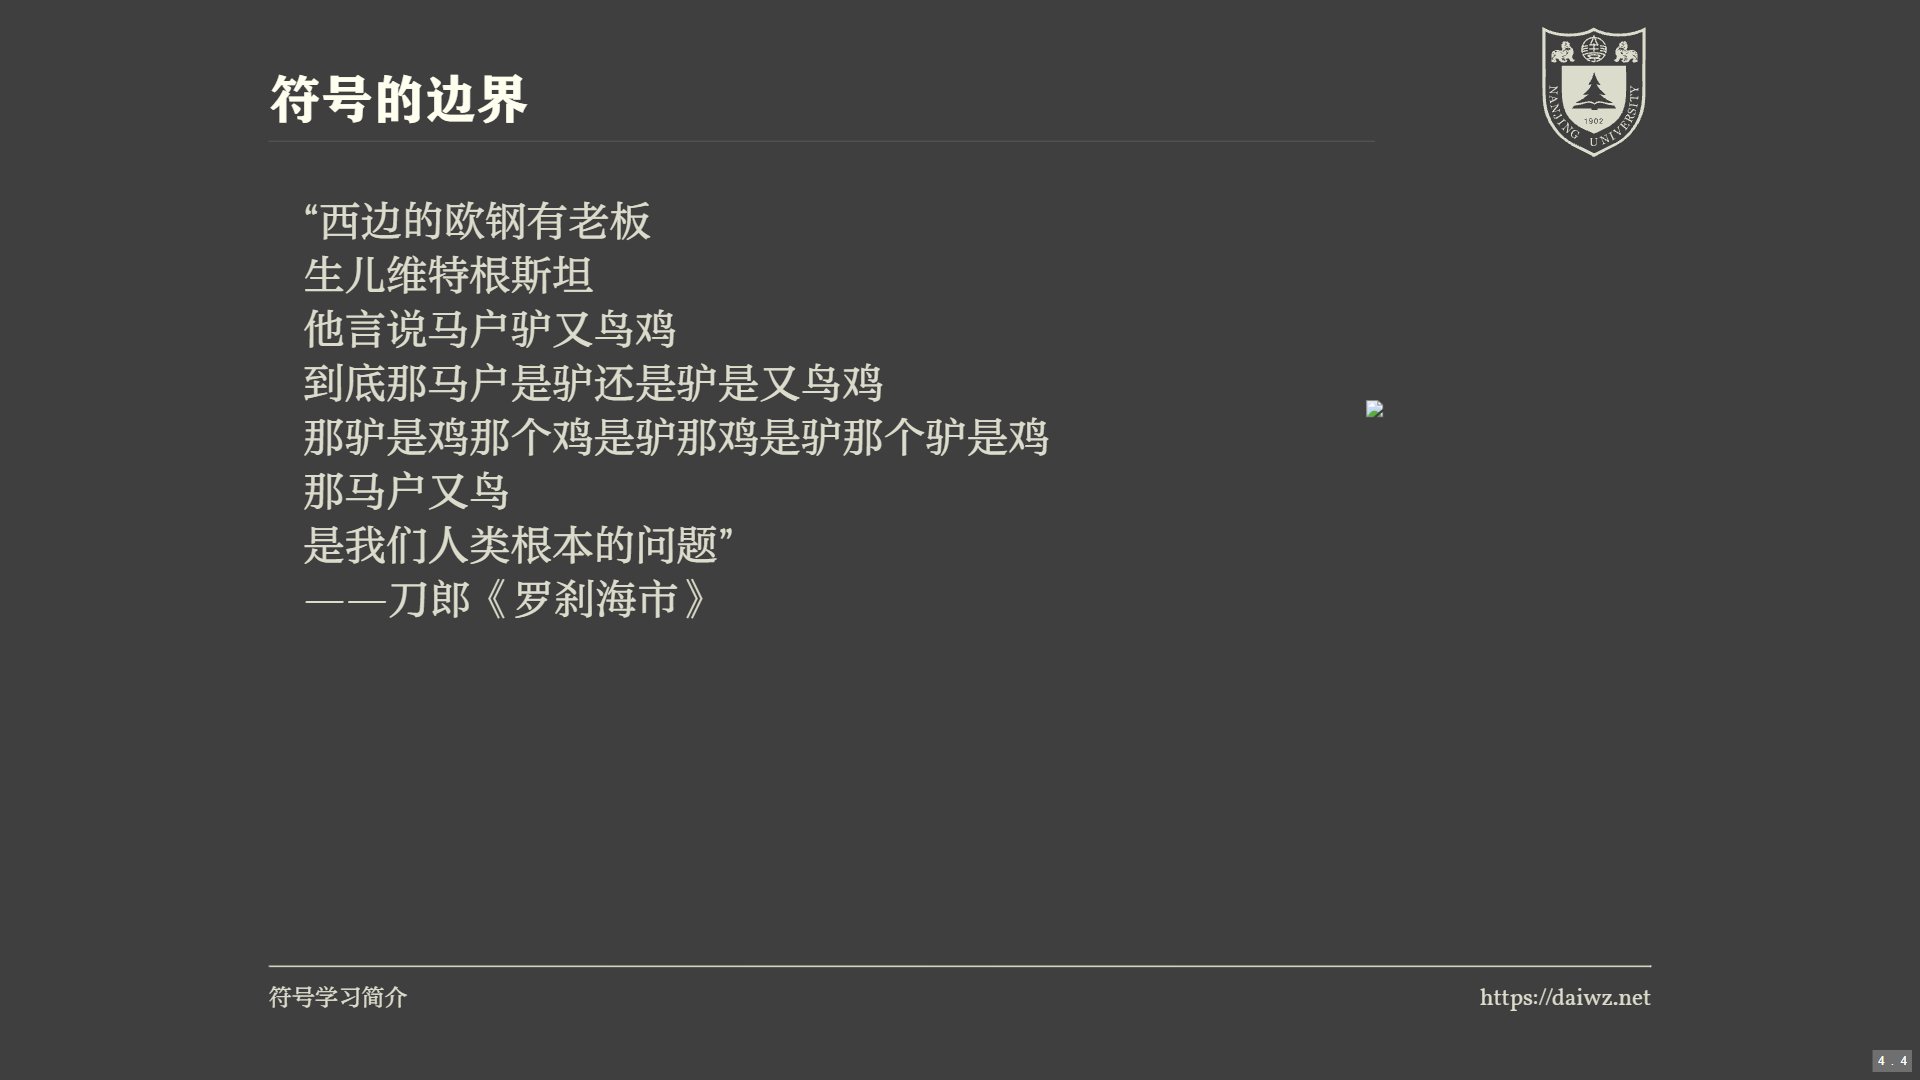 符号的边界
NANJING UNIVERSITY
1902
“西边的欧钢有老板
生儿维特根斯坦
他言说马户驴又鸟鸡
到底那马户是驴还是驴是又鸟鸡
那驴是鸡那个鸡是驴那鸡是驴那个驴是鸡
那马户又鸟
是我们人类根本的问题”
——刀郎《罗刹海市》
符号学习简介
https://daiwz.net
4 . 4